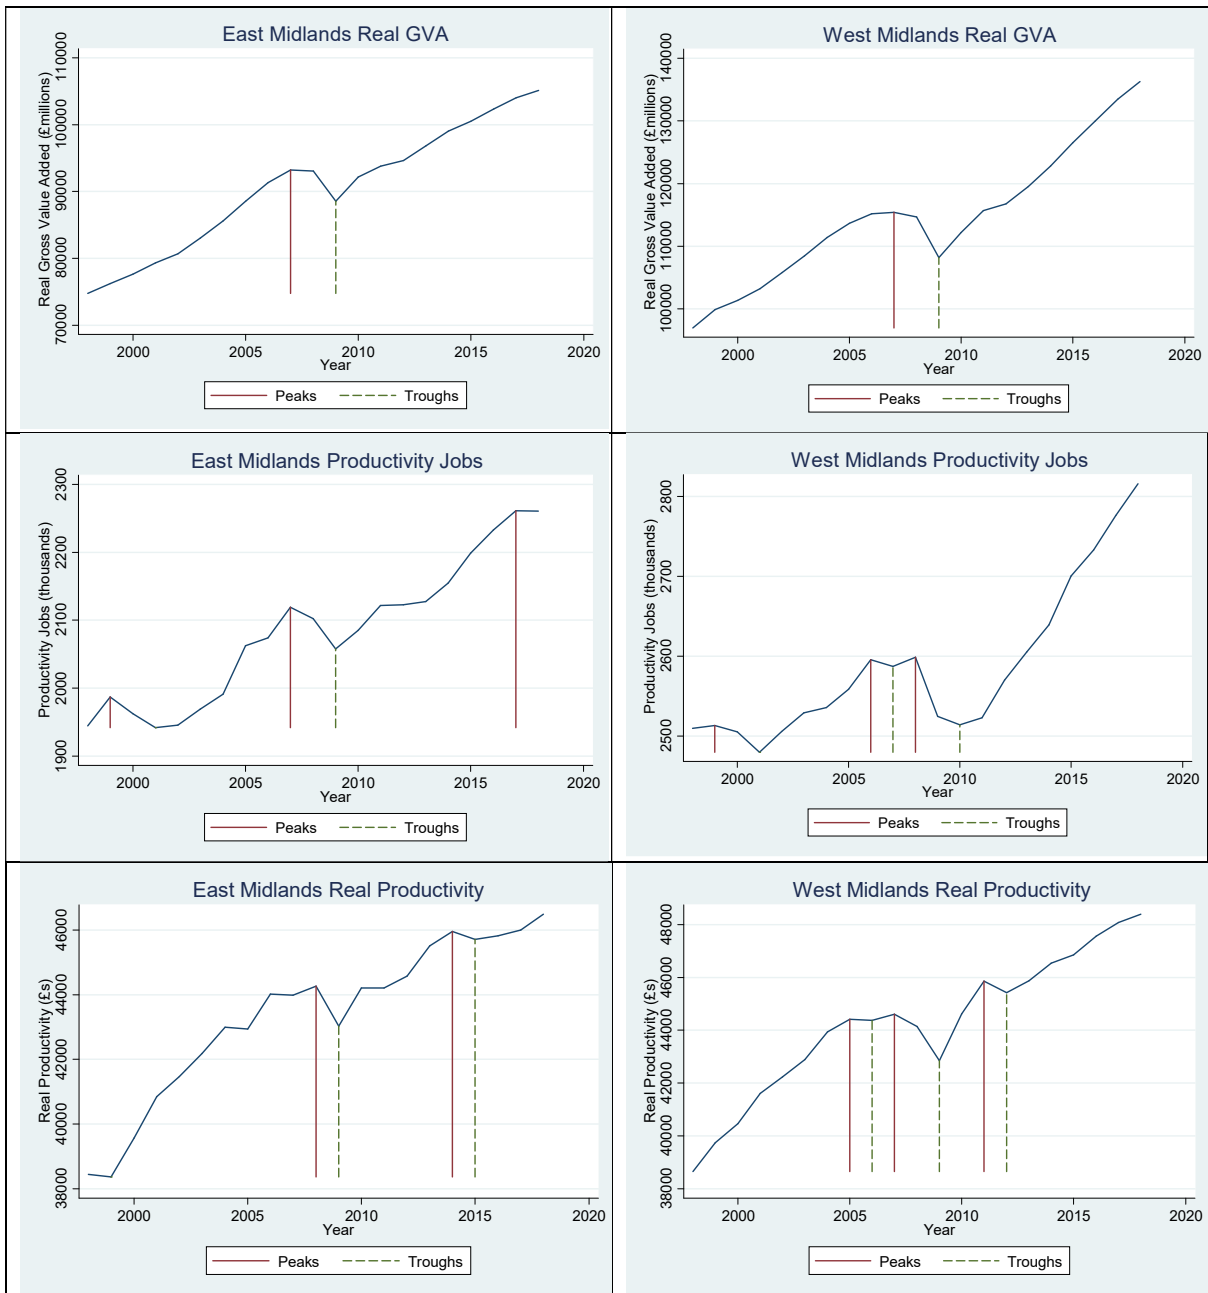 East Midlands Real GVA
Real Gross Value Added (£millions)
110000
100000
90000
80000
70000
2000 2005 2010 2015 2020
Year
Peaks Troughs
West Midlands Real GVA
Real Gross Value Added (£millions)
140000
130000
120000
110000
100000
2000 2005 2010 2015 2020
Year
Peaks Troughs
East Midlands Productivity Jobs
Productivity Jobs (thousands)
2300
2200
2100
2000
1900
2000 2005 2010 2015 2020
Year
Peaks Troughs
West Midlands Productivity Jobs
Productivity Jobs (thousands)
2800
2700
2600
2500
2000 2005 2010 2015 2020
Year
Peaks Troughs
East Midlands Real Productivity
Real Productivity (£s)
46000
44000
42000
40000
38000
2000 2005 2010 2015 2020
Year
Peaks Troughs
West Midlands Real Productivity
Real Productivity (£s)
48000
46000
44000
42000
40000
38000
2000 2005 2010 2015 2020
Year
Peaks Troughs